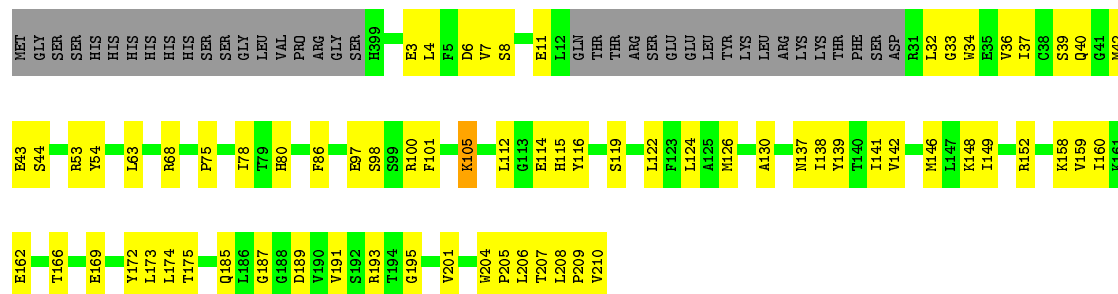 MET GLY SER SER HIS HIS HIS HIS HIS HIS SER SER GLY LEU VAL PRO ARG GLY SER H399 E3 L4 F5 D6 V7 S8 E11 L12 GLN THR THR ARG SER GLU GLU LEU TYR LYS LEU ARG LYS LYS THR PHE SER ASP R31 L32 G33 W34 E35 V36 I37 C38 S39 Q40 G41 M42
E43 S44 R53 Y54 L63 R68 P75 I78 T79 H80 F86 E97 S98 S99 R100 F101 K105 L112 G113 E114 H115 Y116 S119 L122 F123 L124 A125 M126 A130 N137 I138 Y139 T140 I141 V142 M146 L147 K148 I149 R152 K158 V159 I160 K161
E162 T166 E169 Y172 L173 L174 T175 Q185 L186 G187 G188 D189 V190 V191 S192 R193 T194 G195 V201 W204 P205 L206 T207 L208 P209 V210